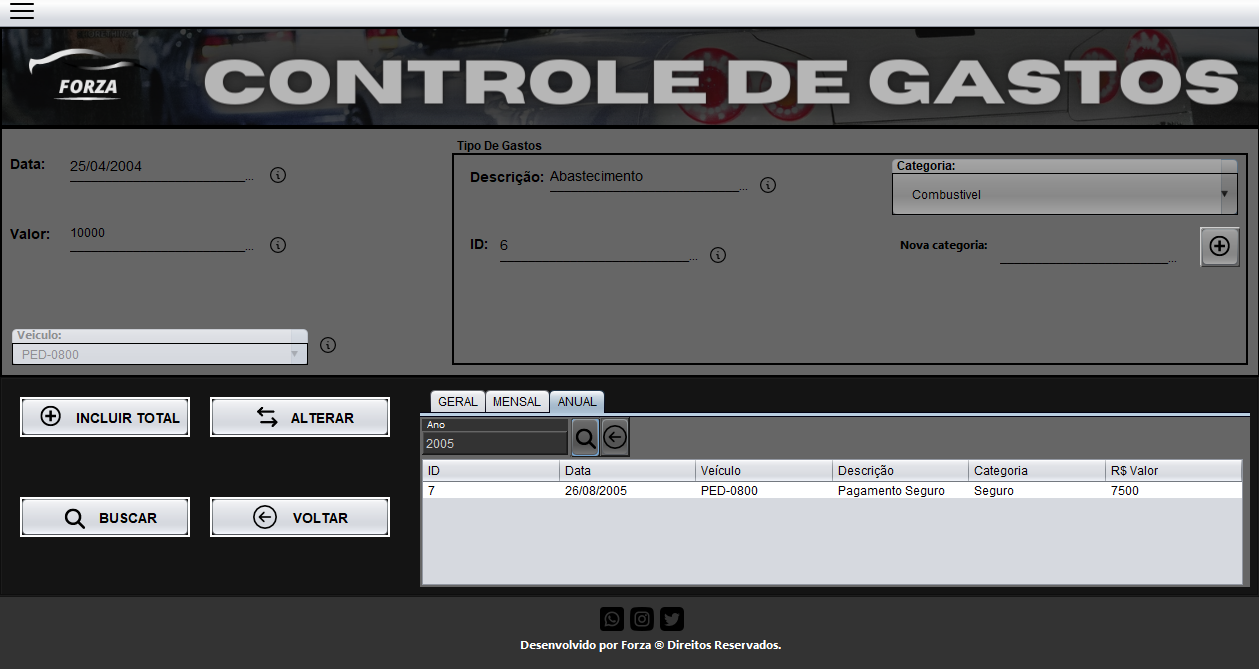 FORZA
CONTROLE DE GASTOS
Data: 25/04/2004 ...
Valor: 10000 ...
Veículo:
PED-0800
Tipo De Gastos
Descrição: Abastecimento ...
ID: 6 ...
Categoria:
Combustivel
Nova categoria: ...
INCLUIR TOTAL
ALTERAR
BUSCAR
VOLTAR
GERAL MENSAL ANUAL
Ano
2005
ID Data Veículo Descrição Categoria R$ Valor
7 26/08/2005 PED-0800 Pagamento Seguro Seguro 7500
Desenvolvido por Forza ® Direitos Reservados.